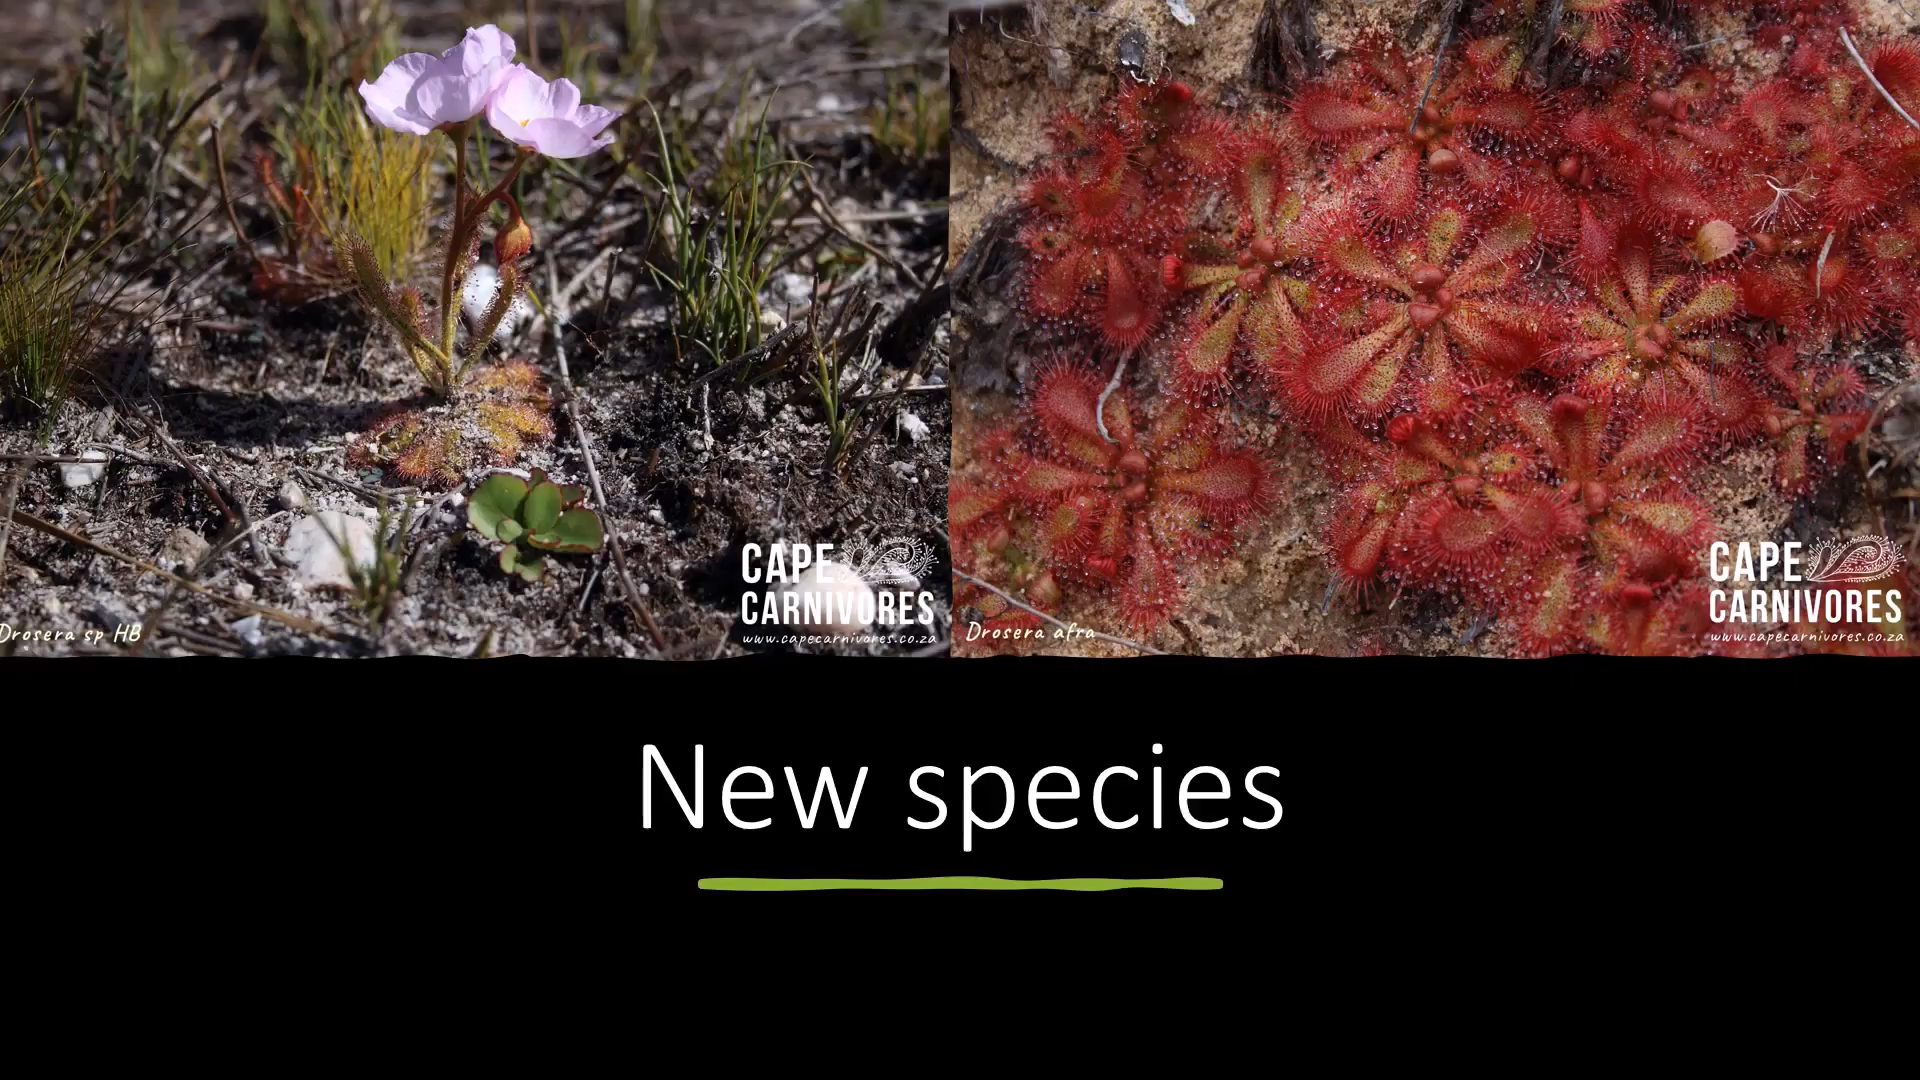 CAPE
CARNIVORES
www.capecarnivores.co.za
Drosera sp HB
CAPE
CARNIVORES
www.capecarnivores.co.za
Drosera afra
New species